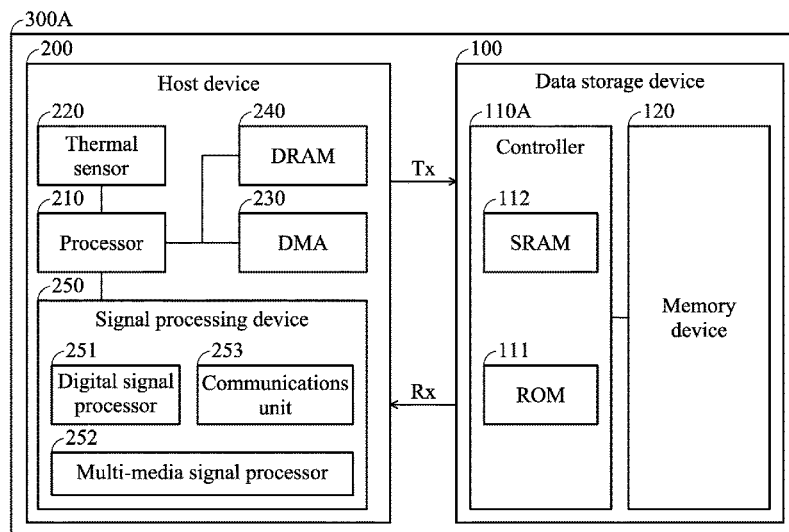 300A
200
Host device
220
Thermal
sensor
240
DRAM
210
Processor
230
DMA
250
Signal processing device
251
Digital signal
processor
253
Communications
unit
252
Multi-media signal processor
Tx
Rx
100
Data storage device
110A
Controller
112
SRAM
111
ROM
120
Memory
device